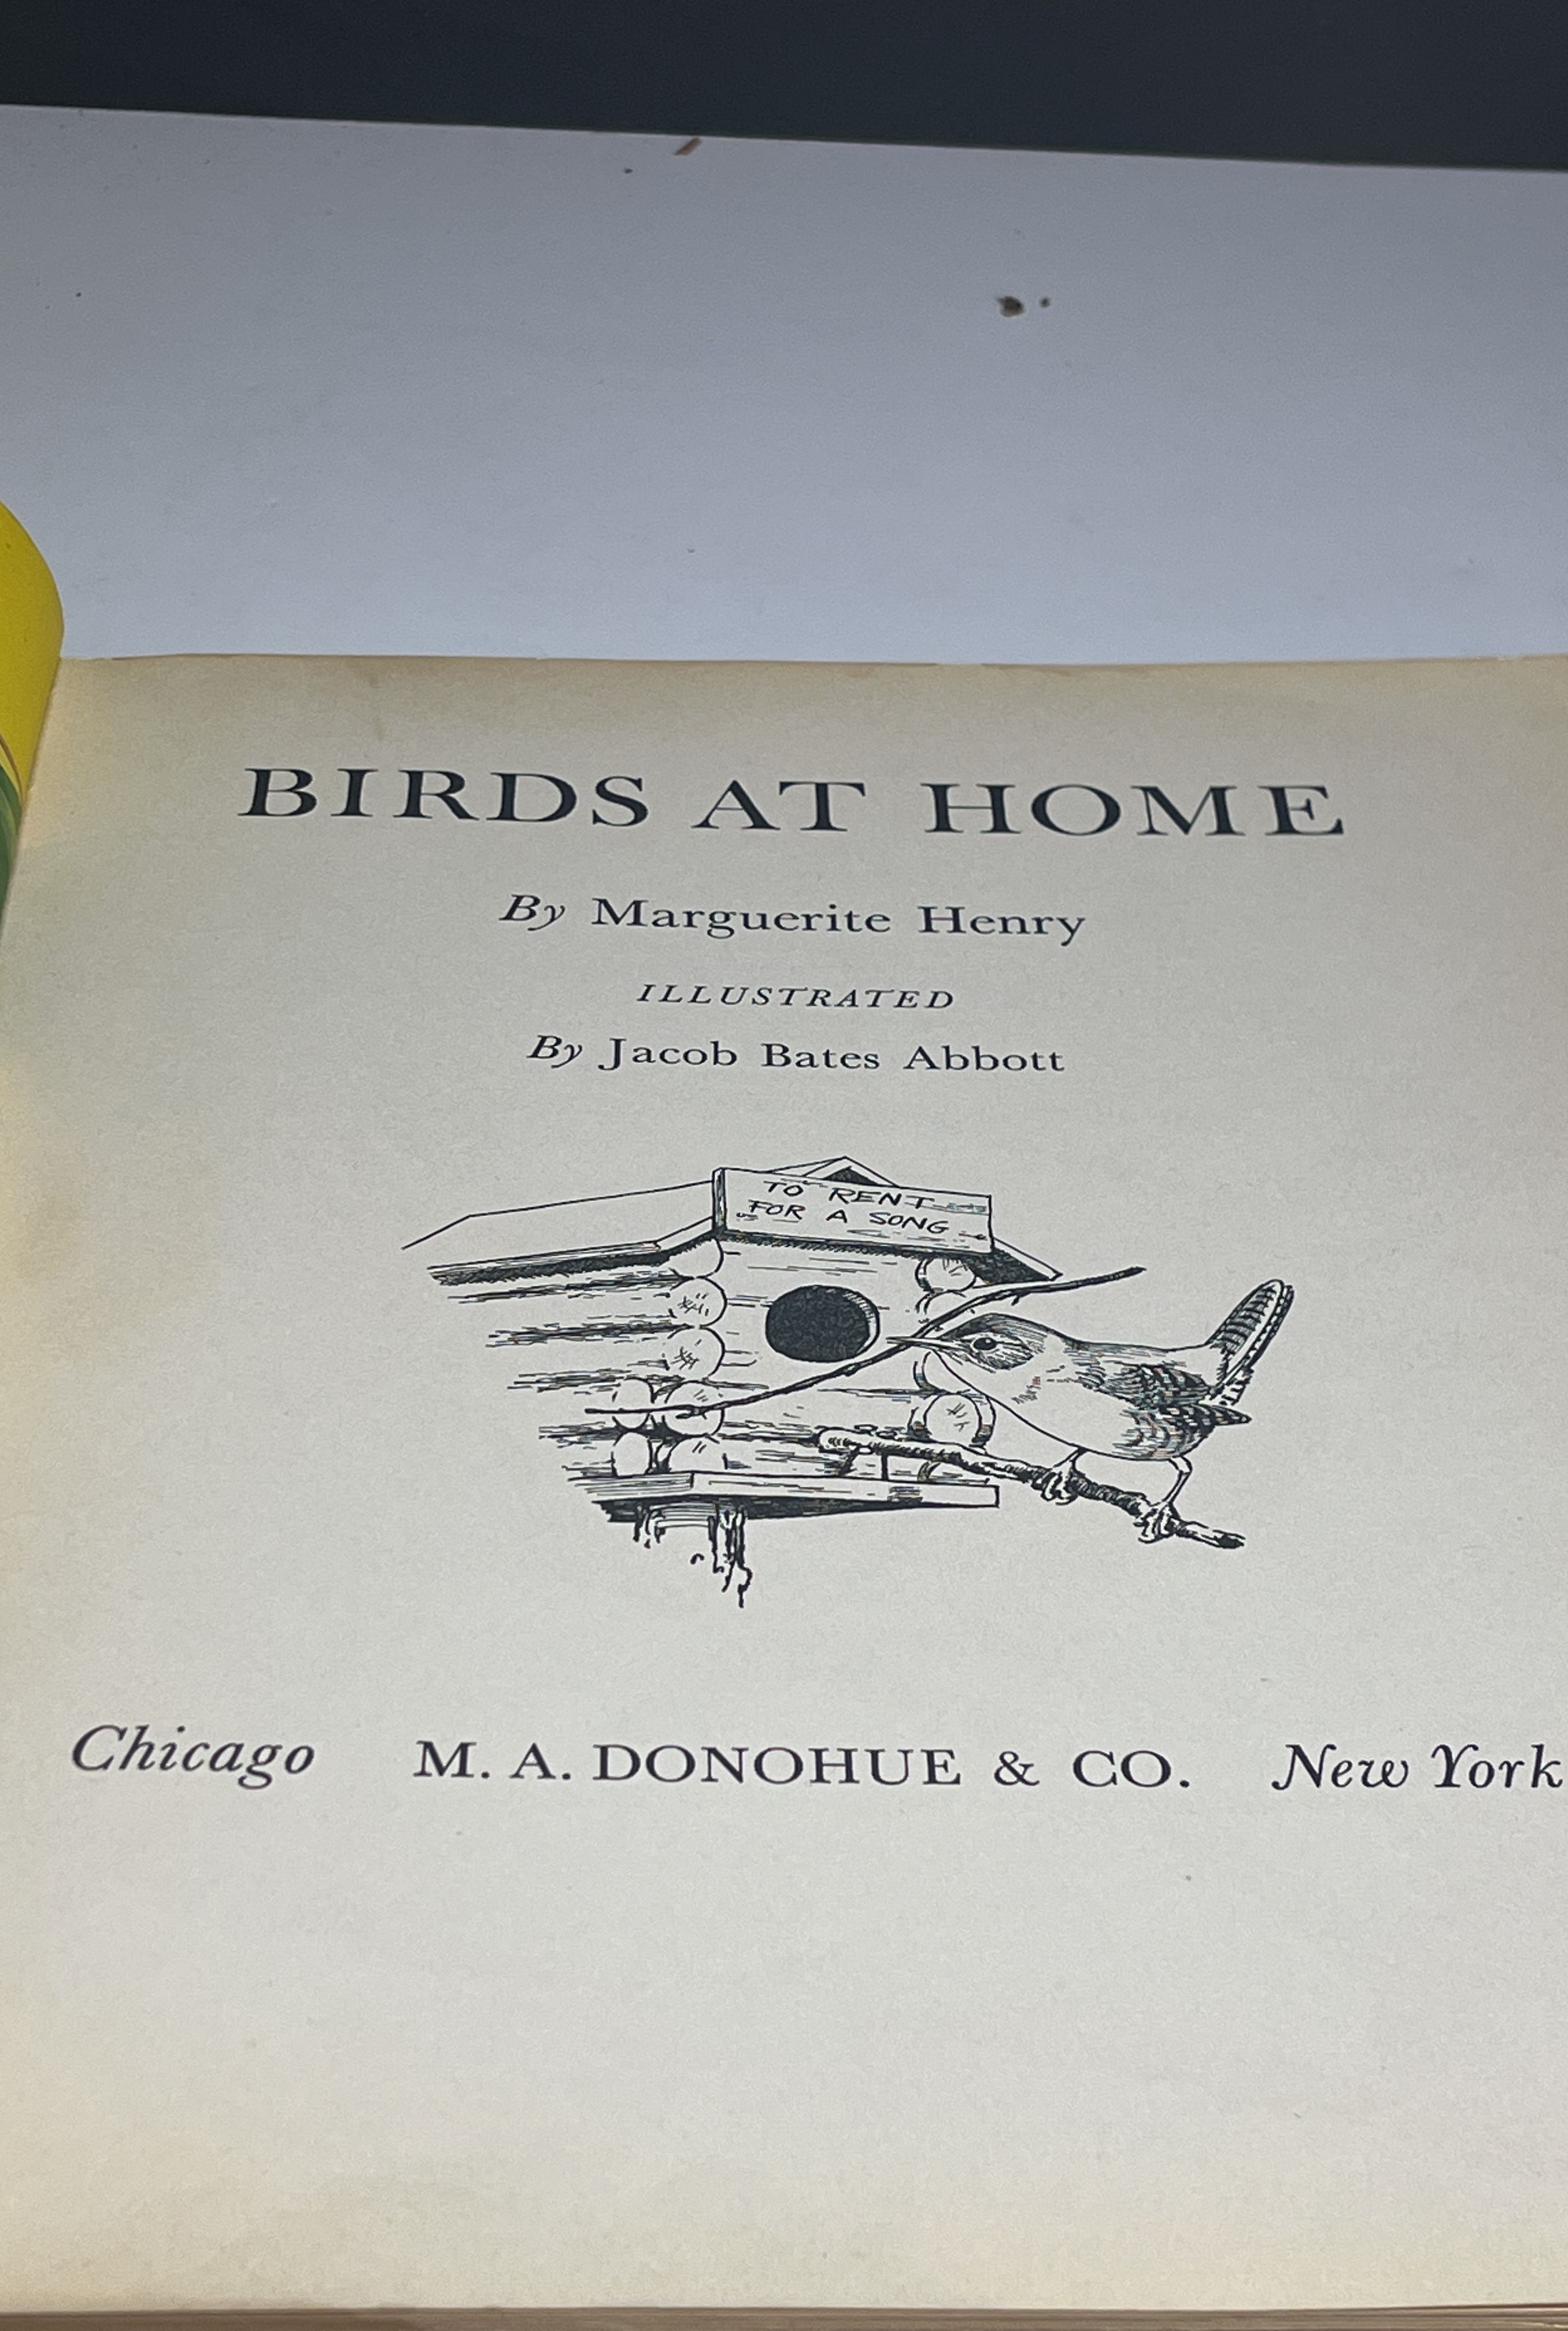 BIRDS AT HOME
By Marguerite Henry
ILLUSTRATED
By Jacob Bates Abbott
TO RENT
FOR A SONG
Chicago M. A. DONOHUE & CO. New York